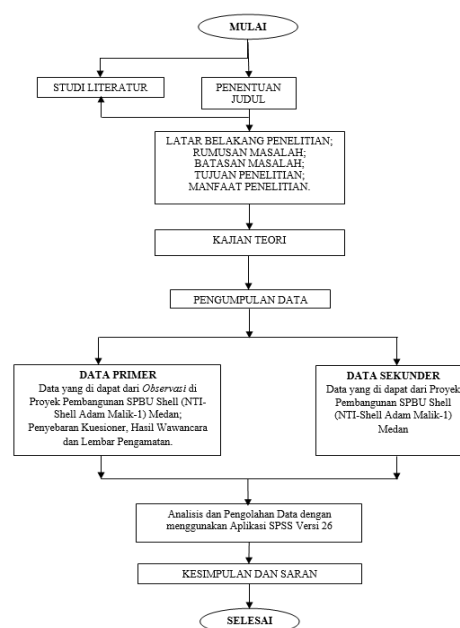 MULAI
STUDI LITERATUR
PENENTUAN
JUDUL
LATAR BELAKANG PENELITIAN;
RUMUSAN MASALAH;
BATASAN MASALAH;
TUJUAN PENELITIAN;
MANFAAT PENELITIAN.
KAJIAN TEORI
PENGUMPULAN DATA
DATA PRIMER
Data yang di dapat dari Observasi di
Proyek Pembangunan SPBU Shell (NTI-
Shell Adam Malik-1) Medan;
Penyebaran Kuesioner, Hasil Wawancara
dan Lembar Pengamatan.
DATA SEKUNDER
Data yang di dapat dari Proyek
Pembangunan SPBU Shell
(NTI-Shell Adam Malik-1)
Medan
Analisis dan Pengolahan Data dengan
menggunakan Aplikasi SPSS Versi 26
KESIMPULAN DAN SARAN
SELESAI